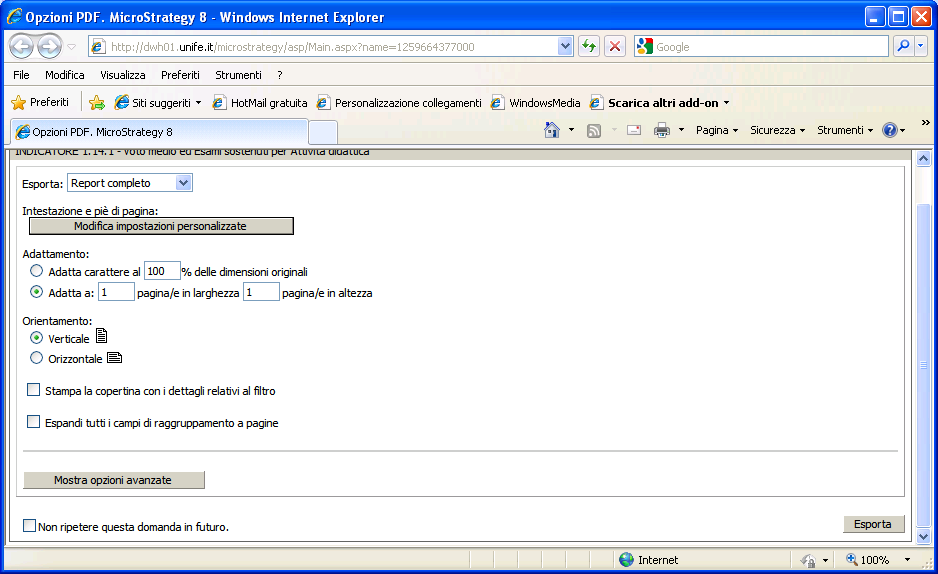 Opzioni PDF. MicroStrategy 8 - Windows Internet Explorer
http://dwh01.unife.it/microstrategy/asp/Main.aspx?name=1259664377000
Google
File Modifica Visualizza Preferiti Strumenti ?
Preferiti Siti suggeriti HotMail gratuita Personalizzazione collegamenti WindowsMedia Scarica altri add-on »
Opzioni PDF. MicroStrategy 8
Pagina Sicurezza Strumenti
INDICATORE 1.14.1 - Voto medio ed Esami sostenuti per Attività didattica
Esporta: Report completo
Intestazione e piè di pagina:
Modifica impostazioni personalizzate
Adattamento:
Adatta carattere al 100 % delle dimensioni originali
Adatta a: 1 pagina/e in larghezza 1 pagina/e in altezza
Orientamento:
Verticale
Orizzontale
Stampa la copertina con i dettagli relativi al filtro
Espandi tutti i campi di raggruppamento a pagine
Mostra opzioni avanzate
Non ripetere questa domanda in futuro.
Esporta
Internet
100%